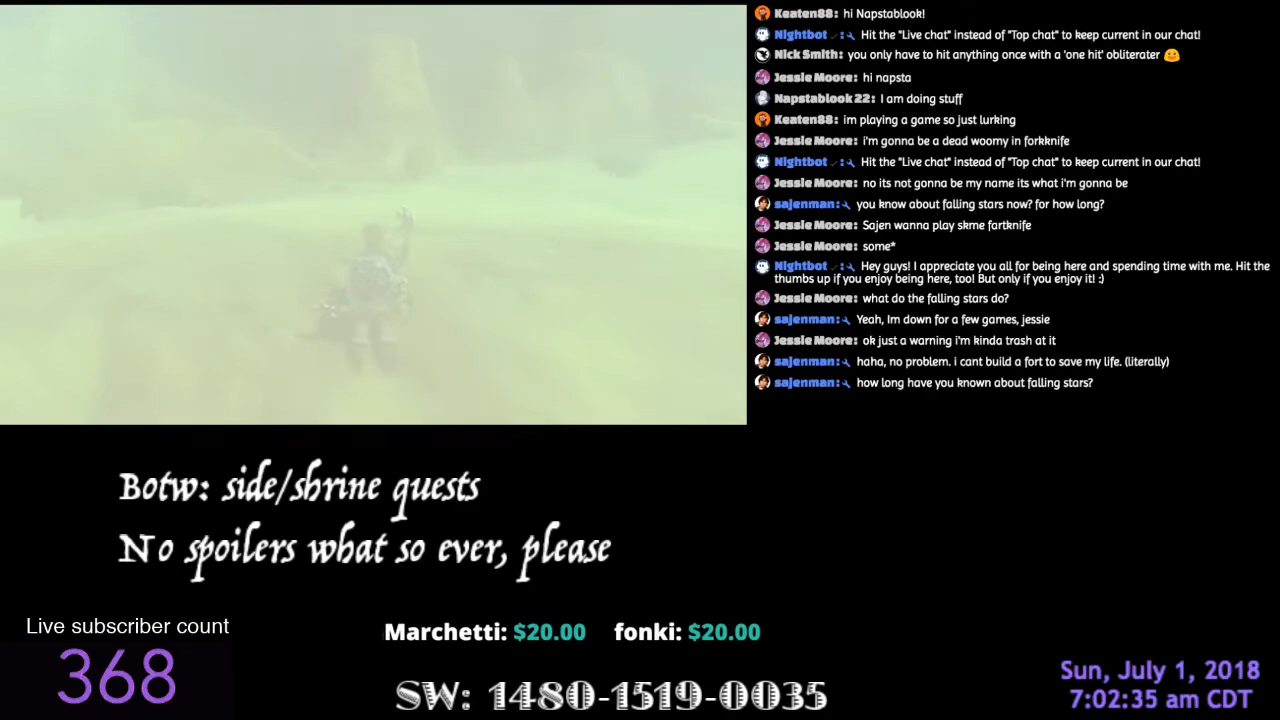 Keaten88: hi Napstablook!
Nightbot: Hit the "Live chat" instead of "Top chat" to keep current in our chat!
Nick Smith: you only have to hit anything once with a 'one hit' obliterater
Jessie Moore: hi napsta
Napstablook 22: I am doing stuff
Keaten88: im playing a game so just lurking
Jessie Moore: i'm gonna be a dead woomy in forkknife
Nightbot: Hit the "Live chat" instead of "Top chat" to keep current in our chat!
Jessie Moore: no its not gonna be my name its what i'm gonna be
sajenman: you know about falling stars now? for how long?
Jessie Moore: Sajen wanna play skme fartknife
Jessie Moore: some*
Nightbot: Hey guys! I appreciate you all for being here and spending time with me. Hit the
thumbs up if you enjoy being here, too! But only if you enjoy it! :)
Jessie Moore: what do the falling stars do?
sajenman: Yeah, Im down for a few games, jessie
Jessie Moore: ok just a warning i'm kinda trash at it
sajenman: haha, no problem. i cant build a fort to save my life. (literally)
sajenman: how long have you known about falling stars?
Botw: side/shrine quests
No spoilers what so ever, please
Live subscriber count
368
Marchetti: $20.00 fonki: $20.00
SW: 1480-1519-0035
Sun, July 1, 2018
7:02:35 am CDT